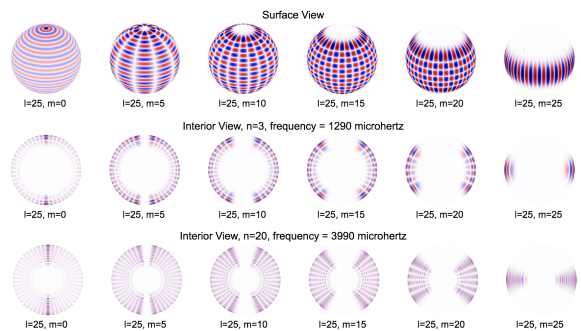 Surface View
l=25, m=0 l=25, m=5 l=25, m=10 l=25, m=15 l=25, m=20 l=25, m=25
Interior View, n=3, frequency = 1290 microhertz
l=25, m=0 l=25, m=5 l=25, m=10 l=25, m=15 l=25, m=20 l=25, m=25
Interior View, n=20, frequency = 3990 microhertz
l=25, m=0 l=25, m=5 l=25, m=10 l=25, m=15 l=25, m=20 l=25, m=25